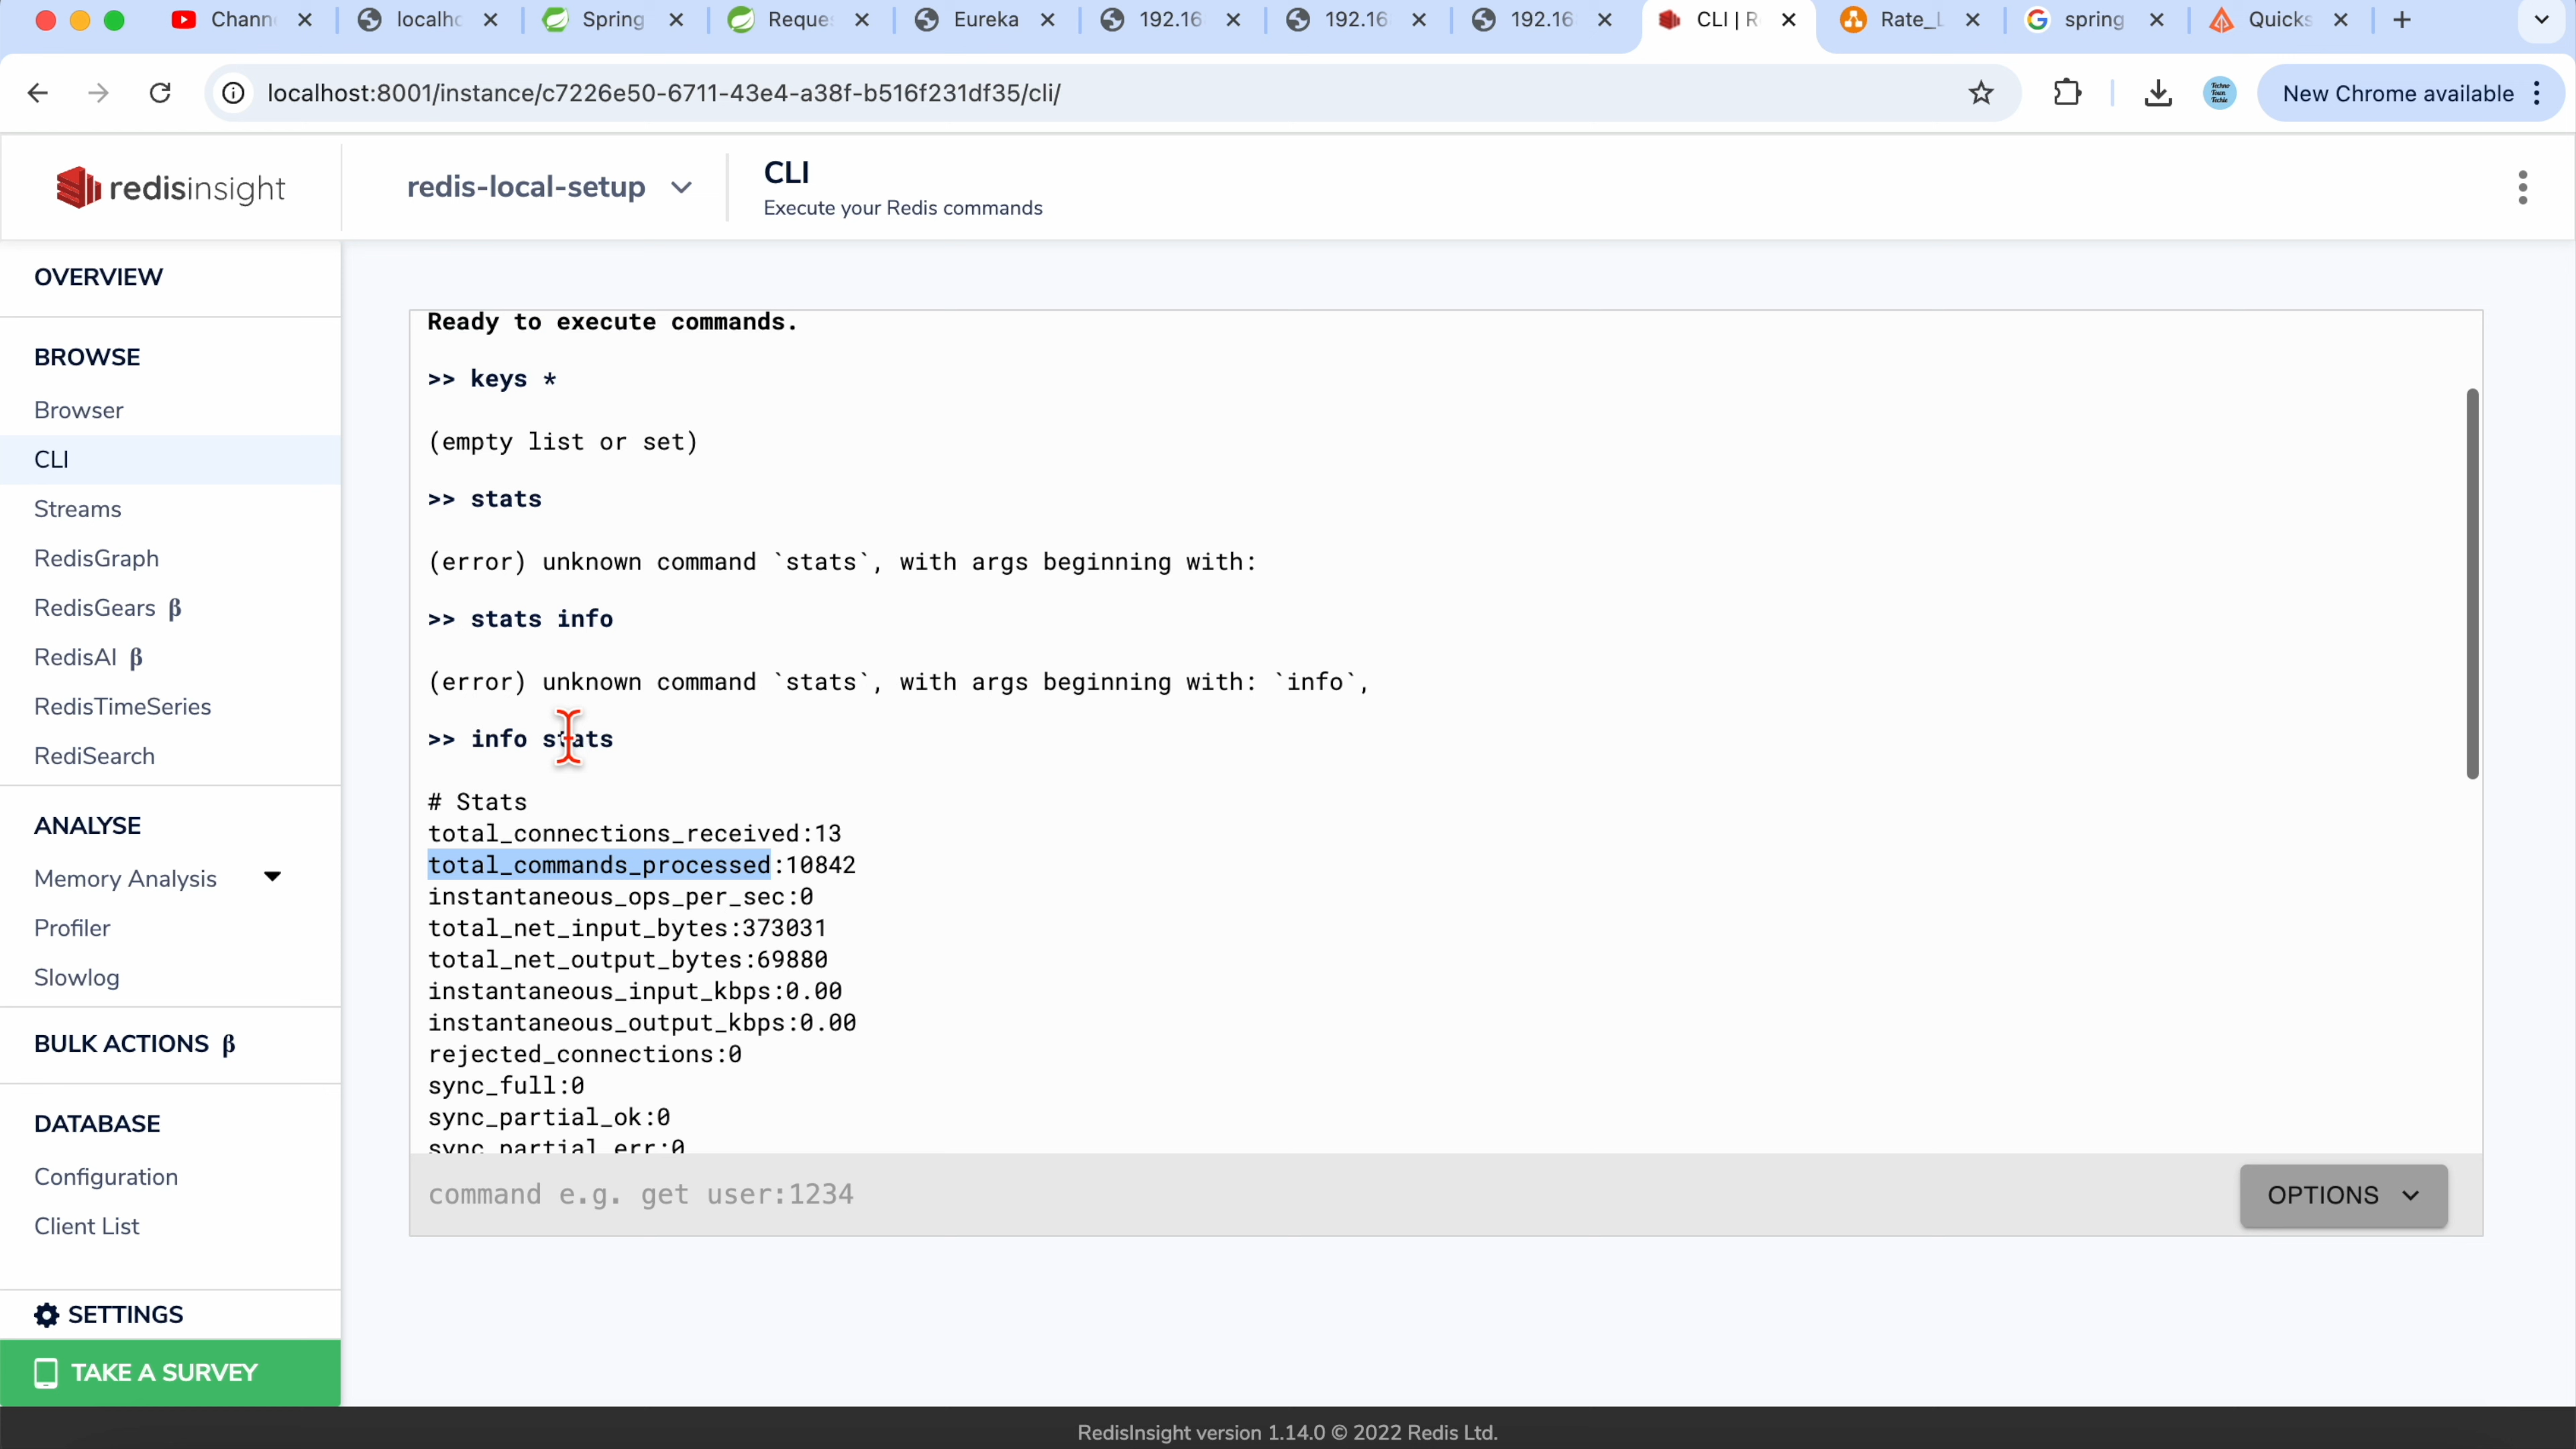 Chann
localho
Spring
Reques
Eureka
192.16
192.16
192.16
CLI | R
Rate_L
spring
Quicks
localhost:8001/instance/c7226e50-6711-43e4-a38f-b516f231df35/cli/
New Chrome available
redisinsight
redis-local-setup
CLI
Execute your Redis commands
OVERVIEW
BROWSE
Browser
CLI
Streams
RedisGraph
RedisGears β
RedisAI β
RedisTimeSeries
RediSearch
ANALYSE
Memory Analysis
Profiler
Slowlog
BULK ACTIONS β
DATABASE
Configuration
Client List
SETTINGS
TAKE A SURVEY
Ready to execute commands.
>> keys *
(empty list or set)
>> stats
(error) unknown command `stats`, with args beginning with:
>> stats info
(error) unknown command `stats`, with args beginning with: `info`,
>> info stats
# Stats
total_connections_received:13
total_commands_processed:10842
instantaneous_ops_per_sec:0
total_net_input_bytes:373031
total_net_output_bytes:69880
instantaneous_input_kbps:0.00
instantaneous_output_kbps:0.00
rejected_connections:0
sync_full:0
sync_partial_ok:0
sync_partial_err:0
command e.g. get user:1234
OPTIONS
RedisInsight version 1.14.0 © 2022 Redis Ltd.